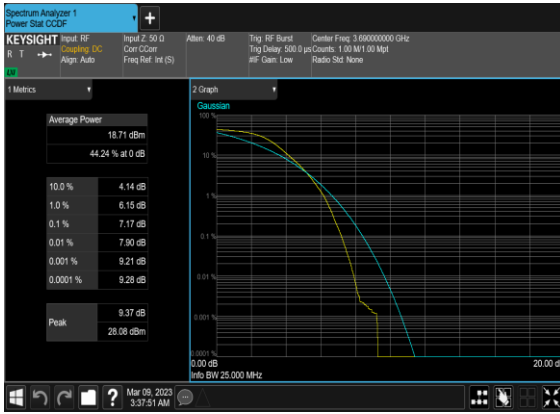 Spectrum Analyzer 1
Power Stat CCDF
KEYSIGHT
R T
LV
Input: RF
Coupling: DC
Align: Auto
Input Z: 50 Ω
Corr CCorr
Freq Ref: Int (S)
Atten: 40 dB
Trig: RF Burst
Trig Delay: 500.0 µs
#IF Gain: Low
Center Freq: 3.690000000 GHz
Counts: 1.00 M/1.00 Mpt
Radio Std: None
1 Metrics
Average Power
18.71 dBm
44.24 % at 0 dB
10.0 % 4.14 dB
1.0 % 6.15 dB
0.1 % 7.17 dB
0.01 % 7.90 dB
0.001 % 9.21 dB
0.0001 % 9.28 dB
Peak
9.37 dB
28.08 dBm
2 Graph
Gaussian
100 %
10 %
1 %
0.1 %
0.01 %
0.001 %
0.0001 %
0.00 dB
20.00 d
Info BW 25.000 MHz
?
Mar 09, 2023
3:37:51 AM